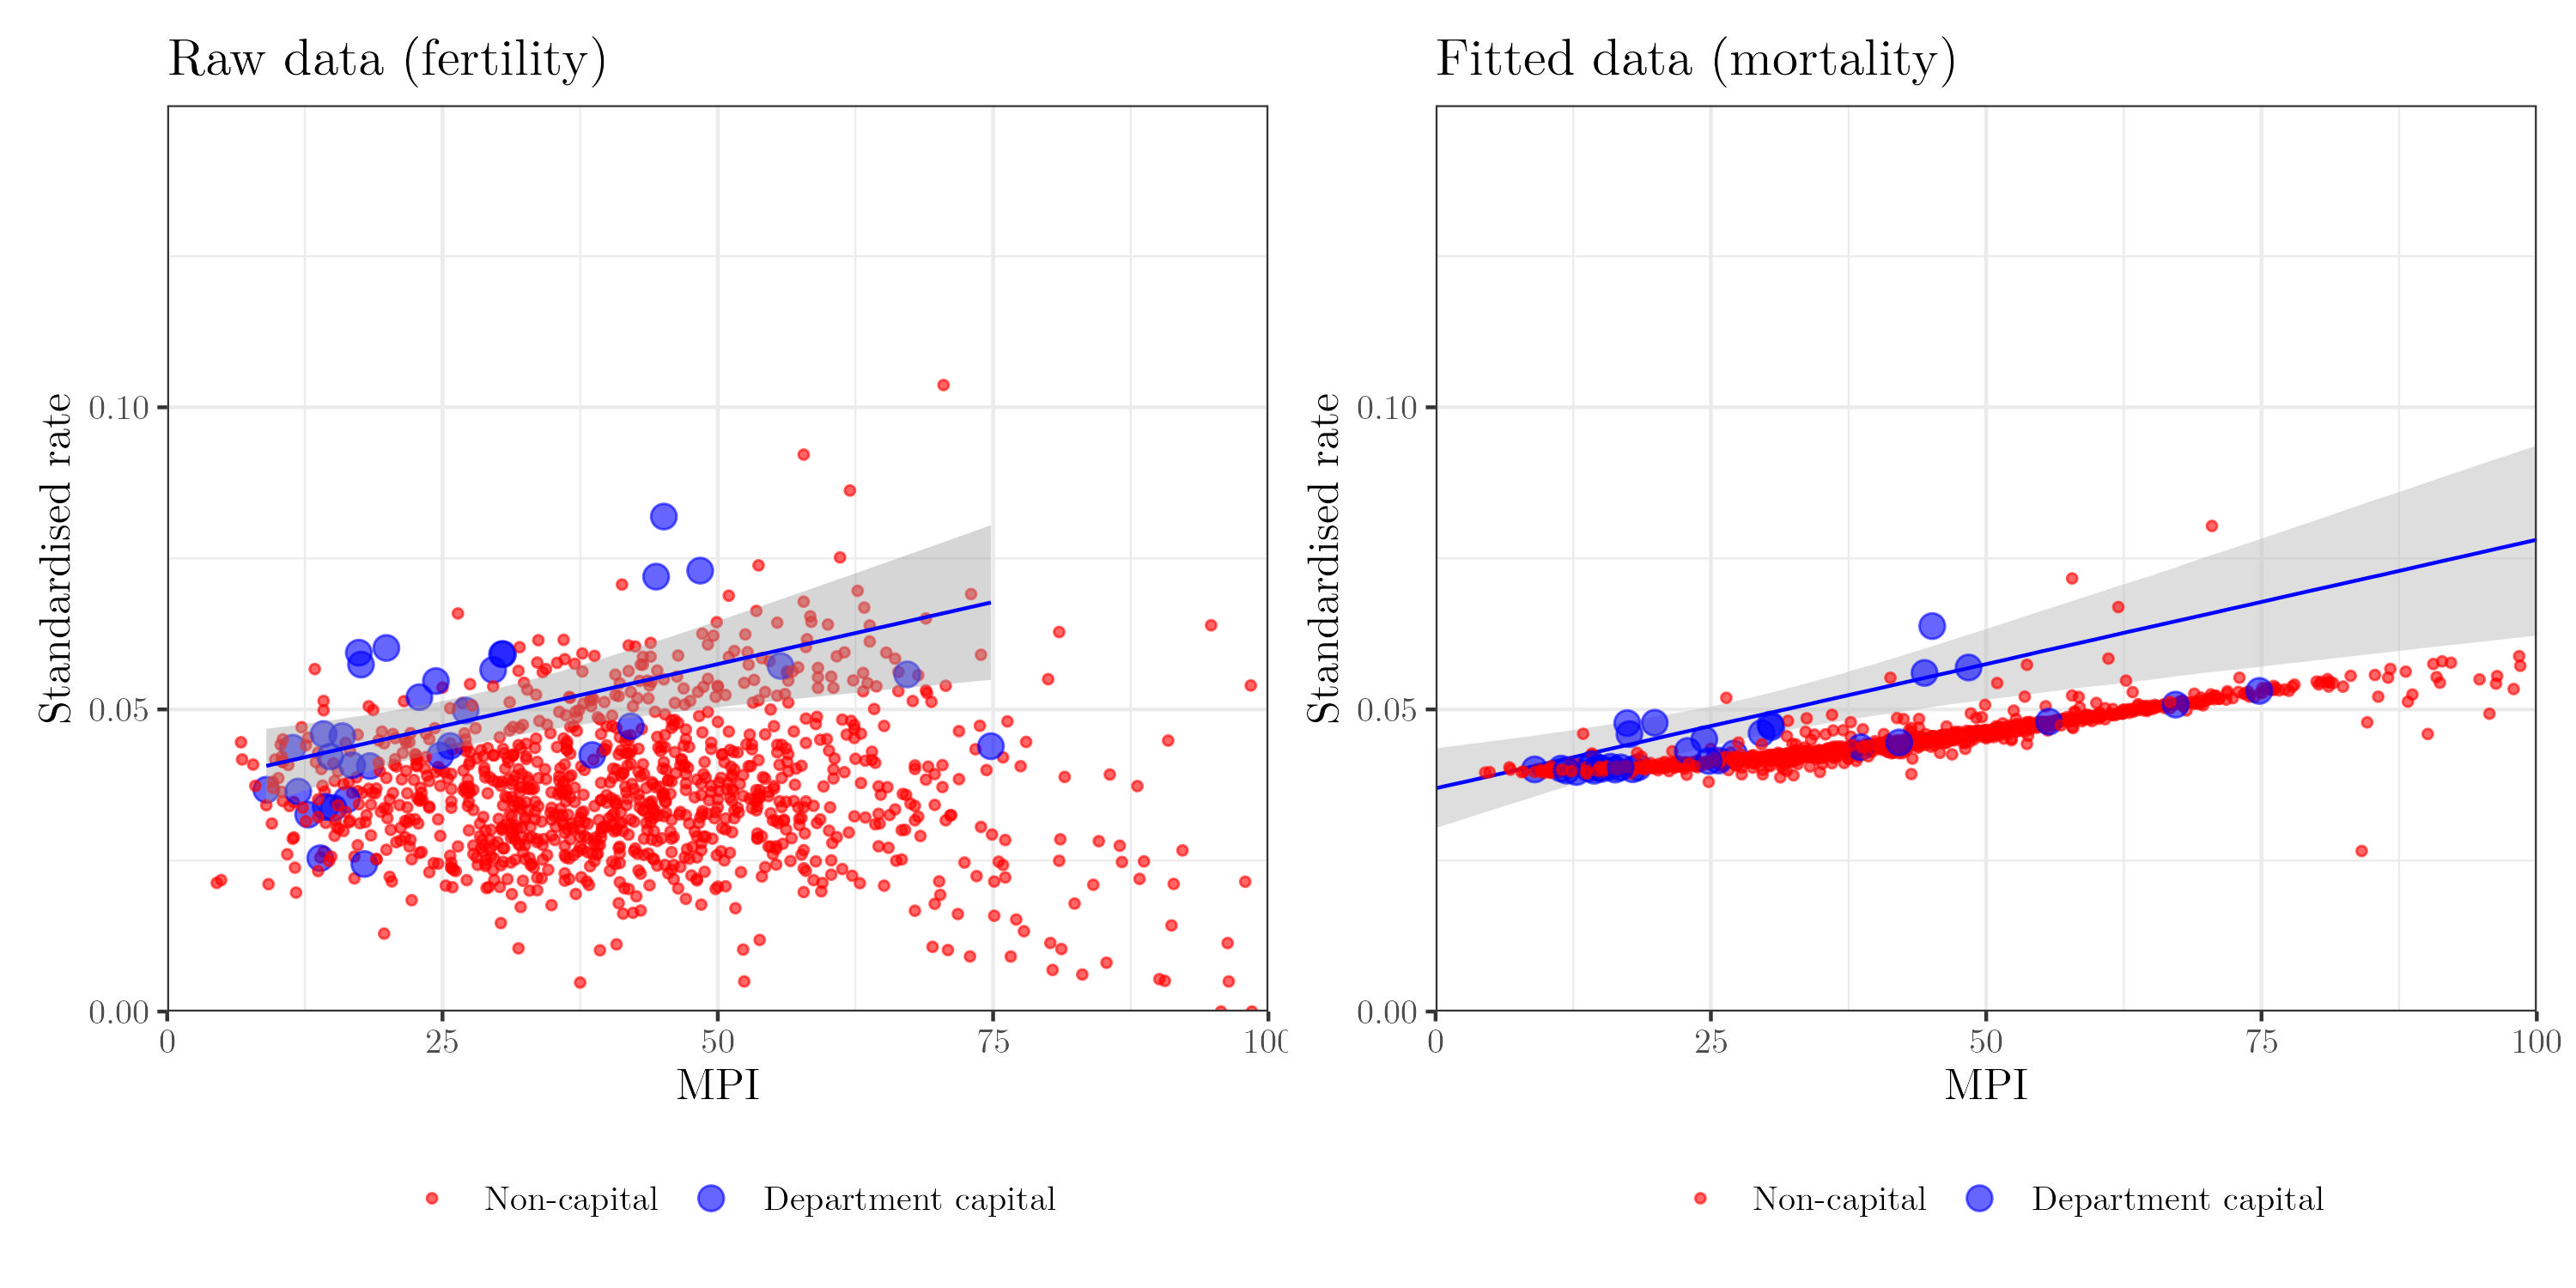 Raw data (fertility)
Standardised rate
0.10
0.05
0.00
0 25 50 75 100
MPI
Non-capital Department capital
Fitted data (mortality)
Standardised rate
0.10
0.05
0.00
0 25 50 75 100
MPI
Non-capital Department capital